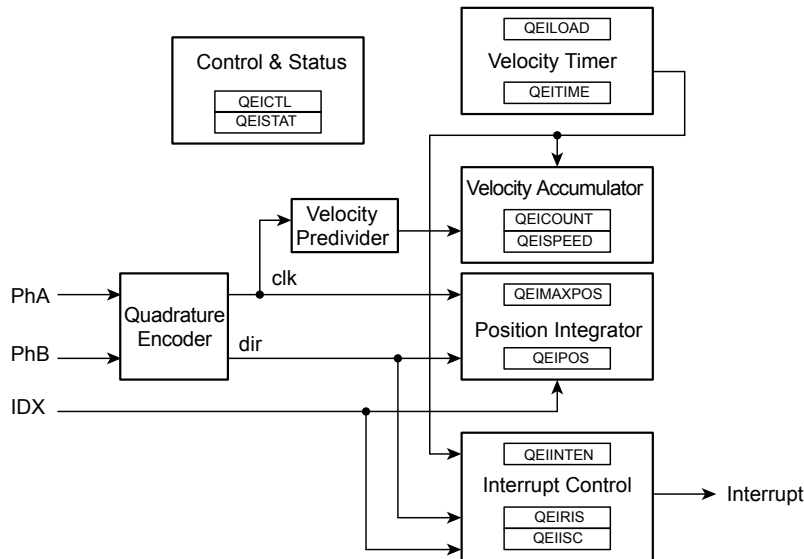 QEILOAD
Control & Status
Velocity Timer
QEICTL
QEITIME
QEISTAT
Velocity Accumulator
Velocity
Predivider
QEICOUNT
QEISPEED
clk
PhA
QEIMAXPOS
Quadrature
Encoder
Position Integrator
dir
PhB
QEIPOS
IDX
QEIINTEN
Interrupt Control
Interrupt
QEIRIS
QEIISC